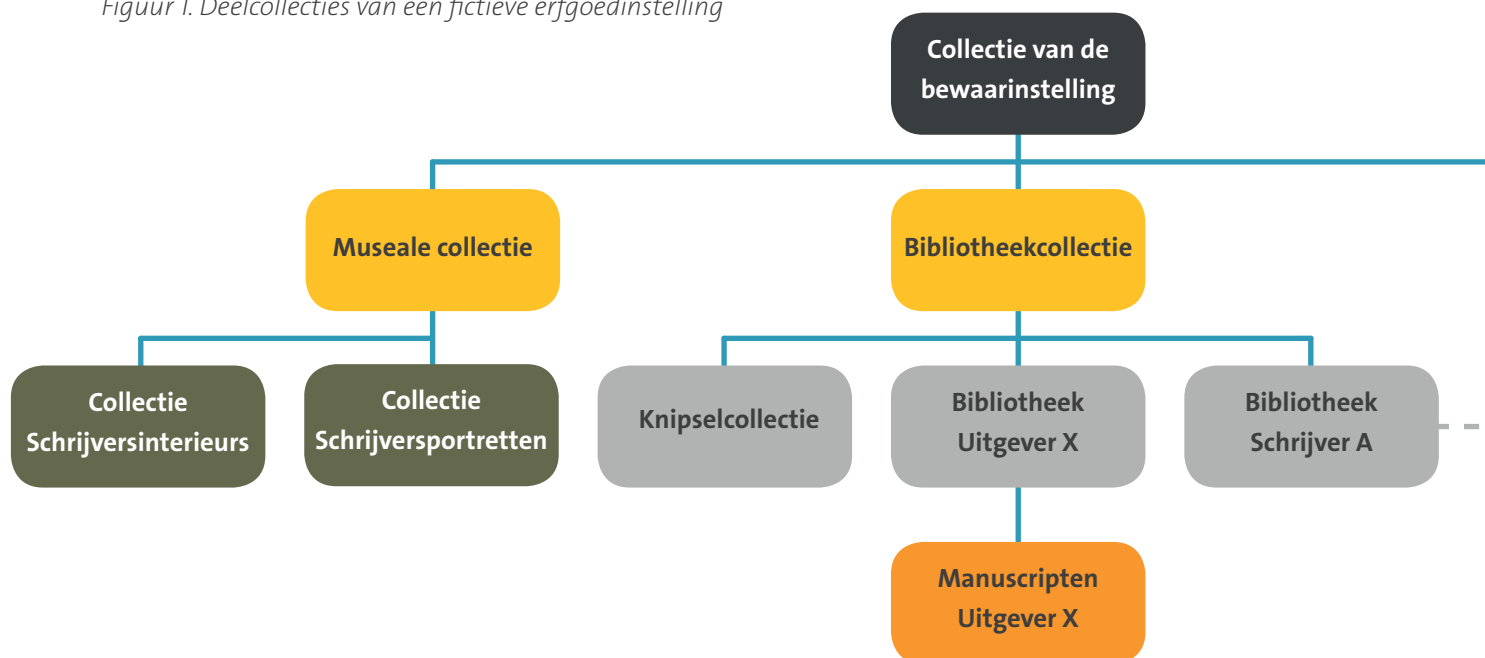 Figuur 1. Deelcollecties van een fictieve erfgoedinstelling
Collectie van de
bewaarinstelling
Museale collectie
Bibliotheekcollectie
Collectie
Schrijversinterieurs
Collectie
Schrijversportretten
Knipselcollectie
Bibliotheek
Uitgever X
Bibliotheek
Schrijver A
Manuscripten
Uitgever X